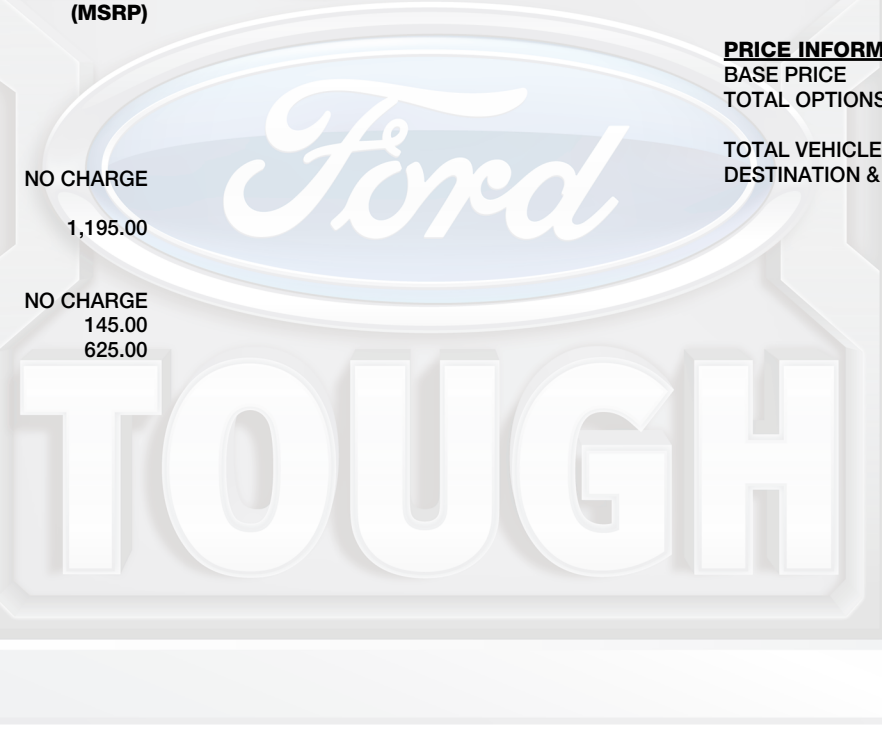 (MSRP)
NO CHARGE
1,195.00
NO CHARGE
145.00
625.00
PRICE INFORM
BASE PRICE
TOTAL OPTIONS
TOTAL VEHICLE
DESTINATION &
Ford
TOUGH